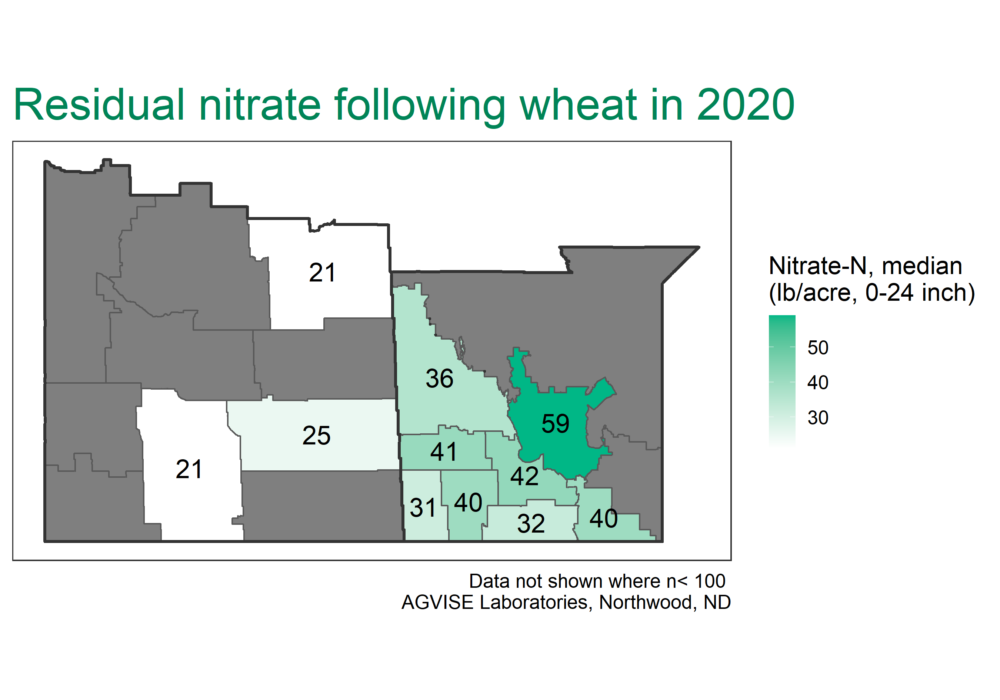 Residual nitrate following wheat in 2020
21
36
59
25
41
21
42
31
40
32
40
Nitrate-N, median
(lb/acre, 0-24 inch)
50
40
30
Data not shown where n< 100
AGVISE Laboratories, Northwood, ND